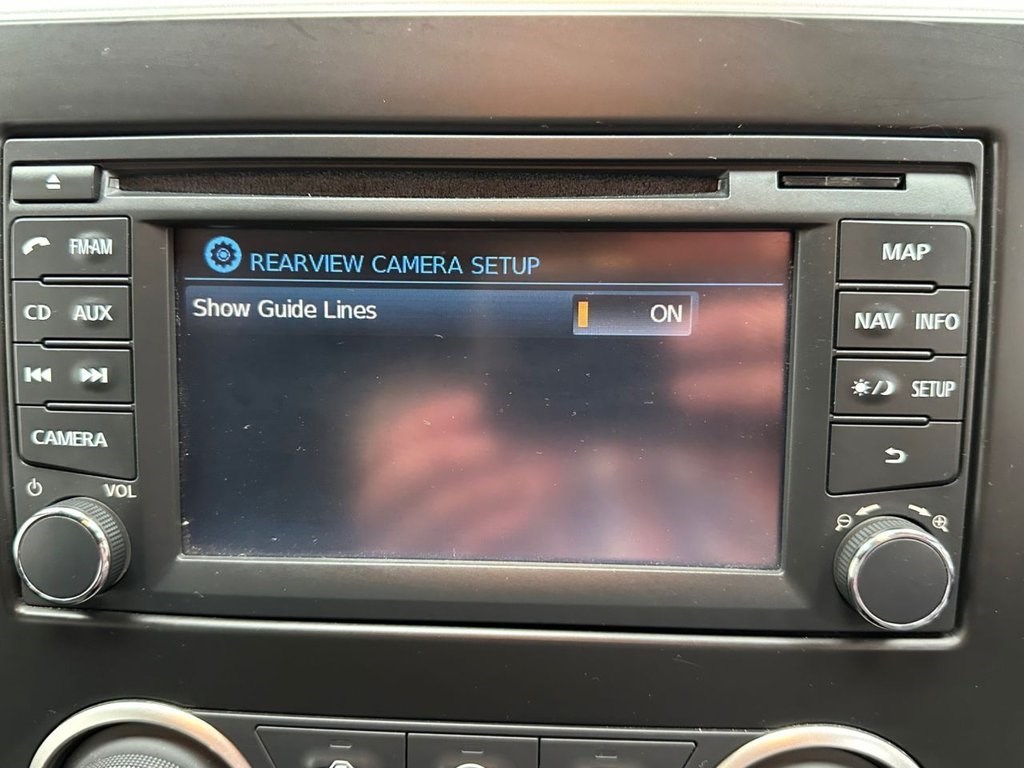 FM·AM
CD AUX
CAMERA
VOL
REARVIEW CAMERA SETUP
Show Guide Lines ON
MAP
NAV INFO
SETUP